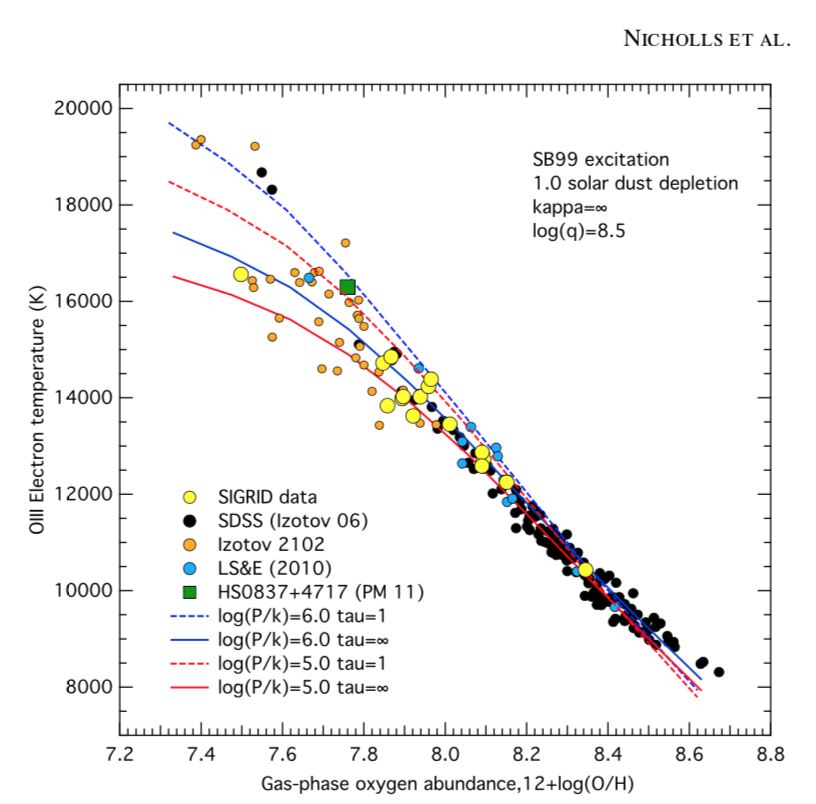 NICHOLLS ET AL.
20000
18000
16000
14000
12000
10000
8000
OIII Electron temperature (K)
SB99 excitation
1.0 solar dust depletion
kappa=∞
log(q)=8.5
SIGRID data
SDSS (Izotov 06)
Izotov 2102
LS&E (2010)
HS0837+4717 (PM 11)
log(P/k)=6.0 tau=1
log(P/k)=6.0 tau=∞
log(P/k)=5.0 tau=1
log(P/k)=5.0 tau=∞
7.2 7.4 7.6 7.8 8.0 8.2 8.4 8.6 8.8
Gas-phase oxygen abundance,12+log(O/H)